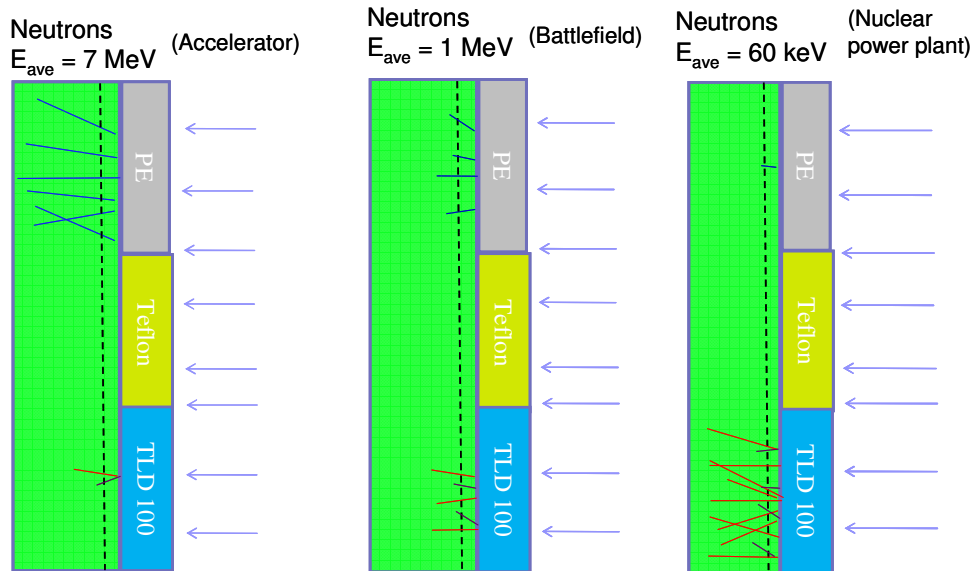 Neutrons
E_ave = 7 MeV
(Accelerator)
PE
Teflon
TLD 100
Neutrons
E_ave = 1 MeV
(Battlefield)
PE
Teflon
TLD 100
Neutrons
E_ave = 60 keV
(Nuclear
power plant)
PE
Teflon
TLD 100